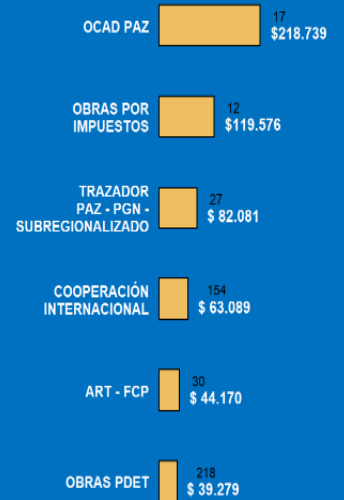 OCAD PAZ
17
$218.739
OBRAS POR
IMPUESTOS
12
$119.576
TRAZADOR
PAZ - PGN -
SUBREGIONALIZADO
27
$ 82.081
COOPERACIÓN
INTERNACIONAL
154
$ 63.089
ART - FCP
30
$ 44.170
OBRAS PDET
218
$ 39.279